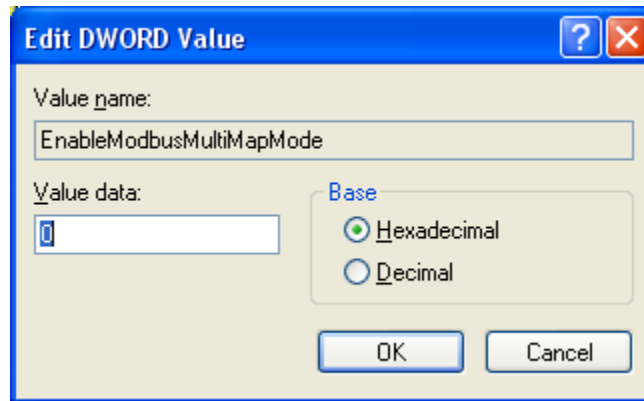 Edit DWORD Value
Value name:
EnableModbusMultiMapMode
Value data:
0
Base
Hexadecimal
Decimal
OK
Cancel